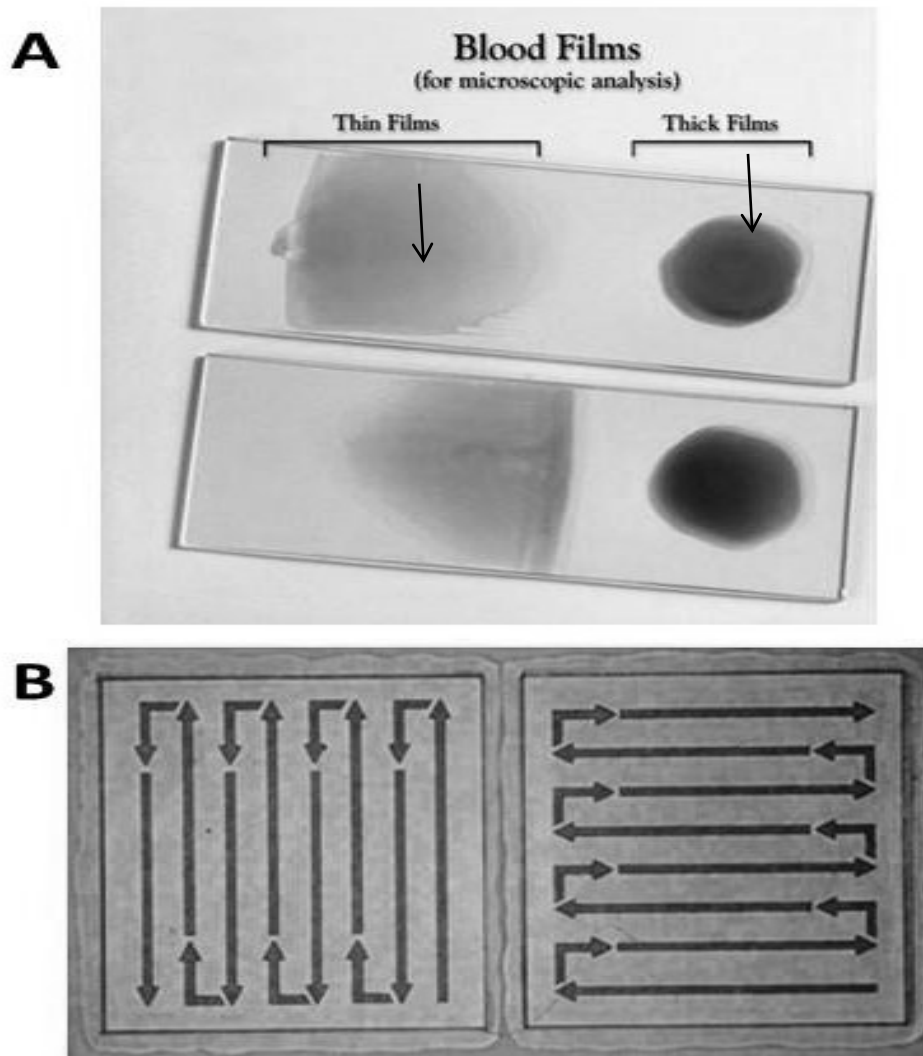 A
Blood Films
(for microscopic analysis)
Thin Films
Thick Films
B